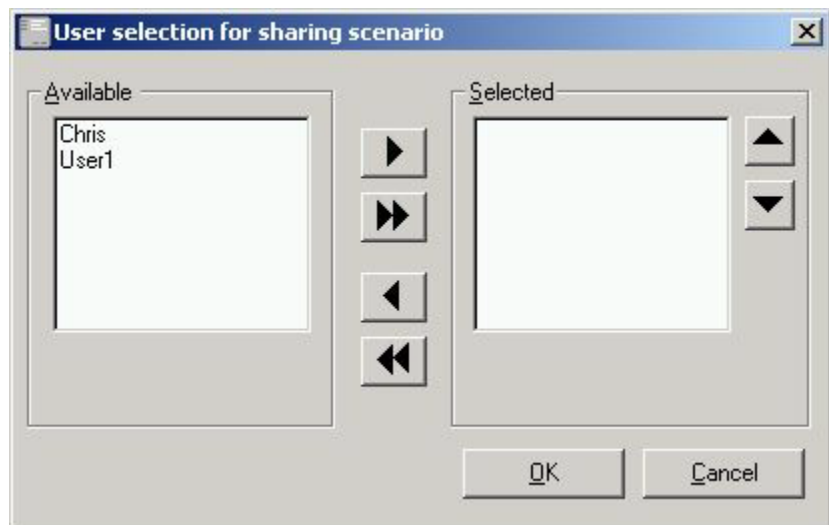 User selection for sharing scenario
Available
Selected
Chris
User1
OK
Cancel